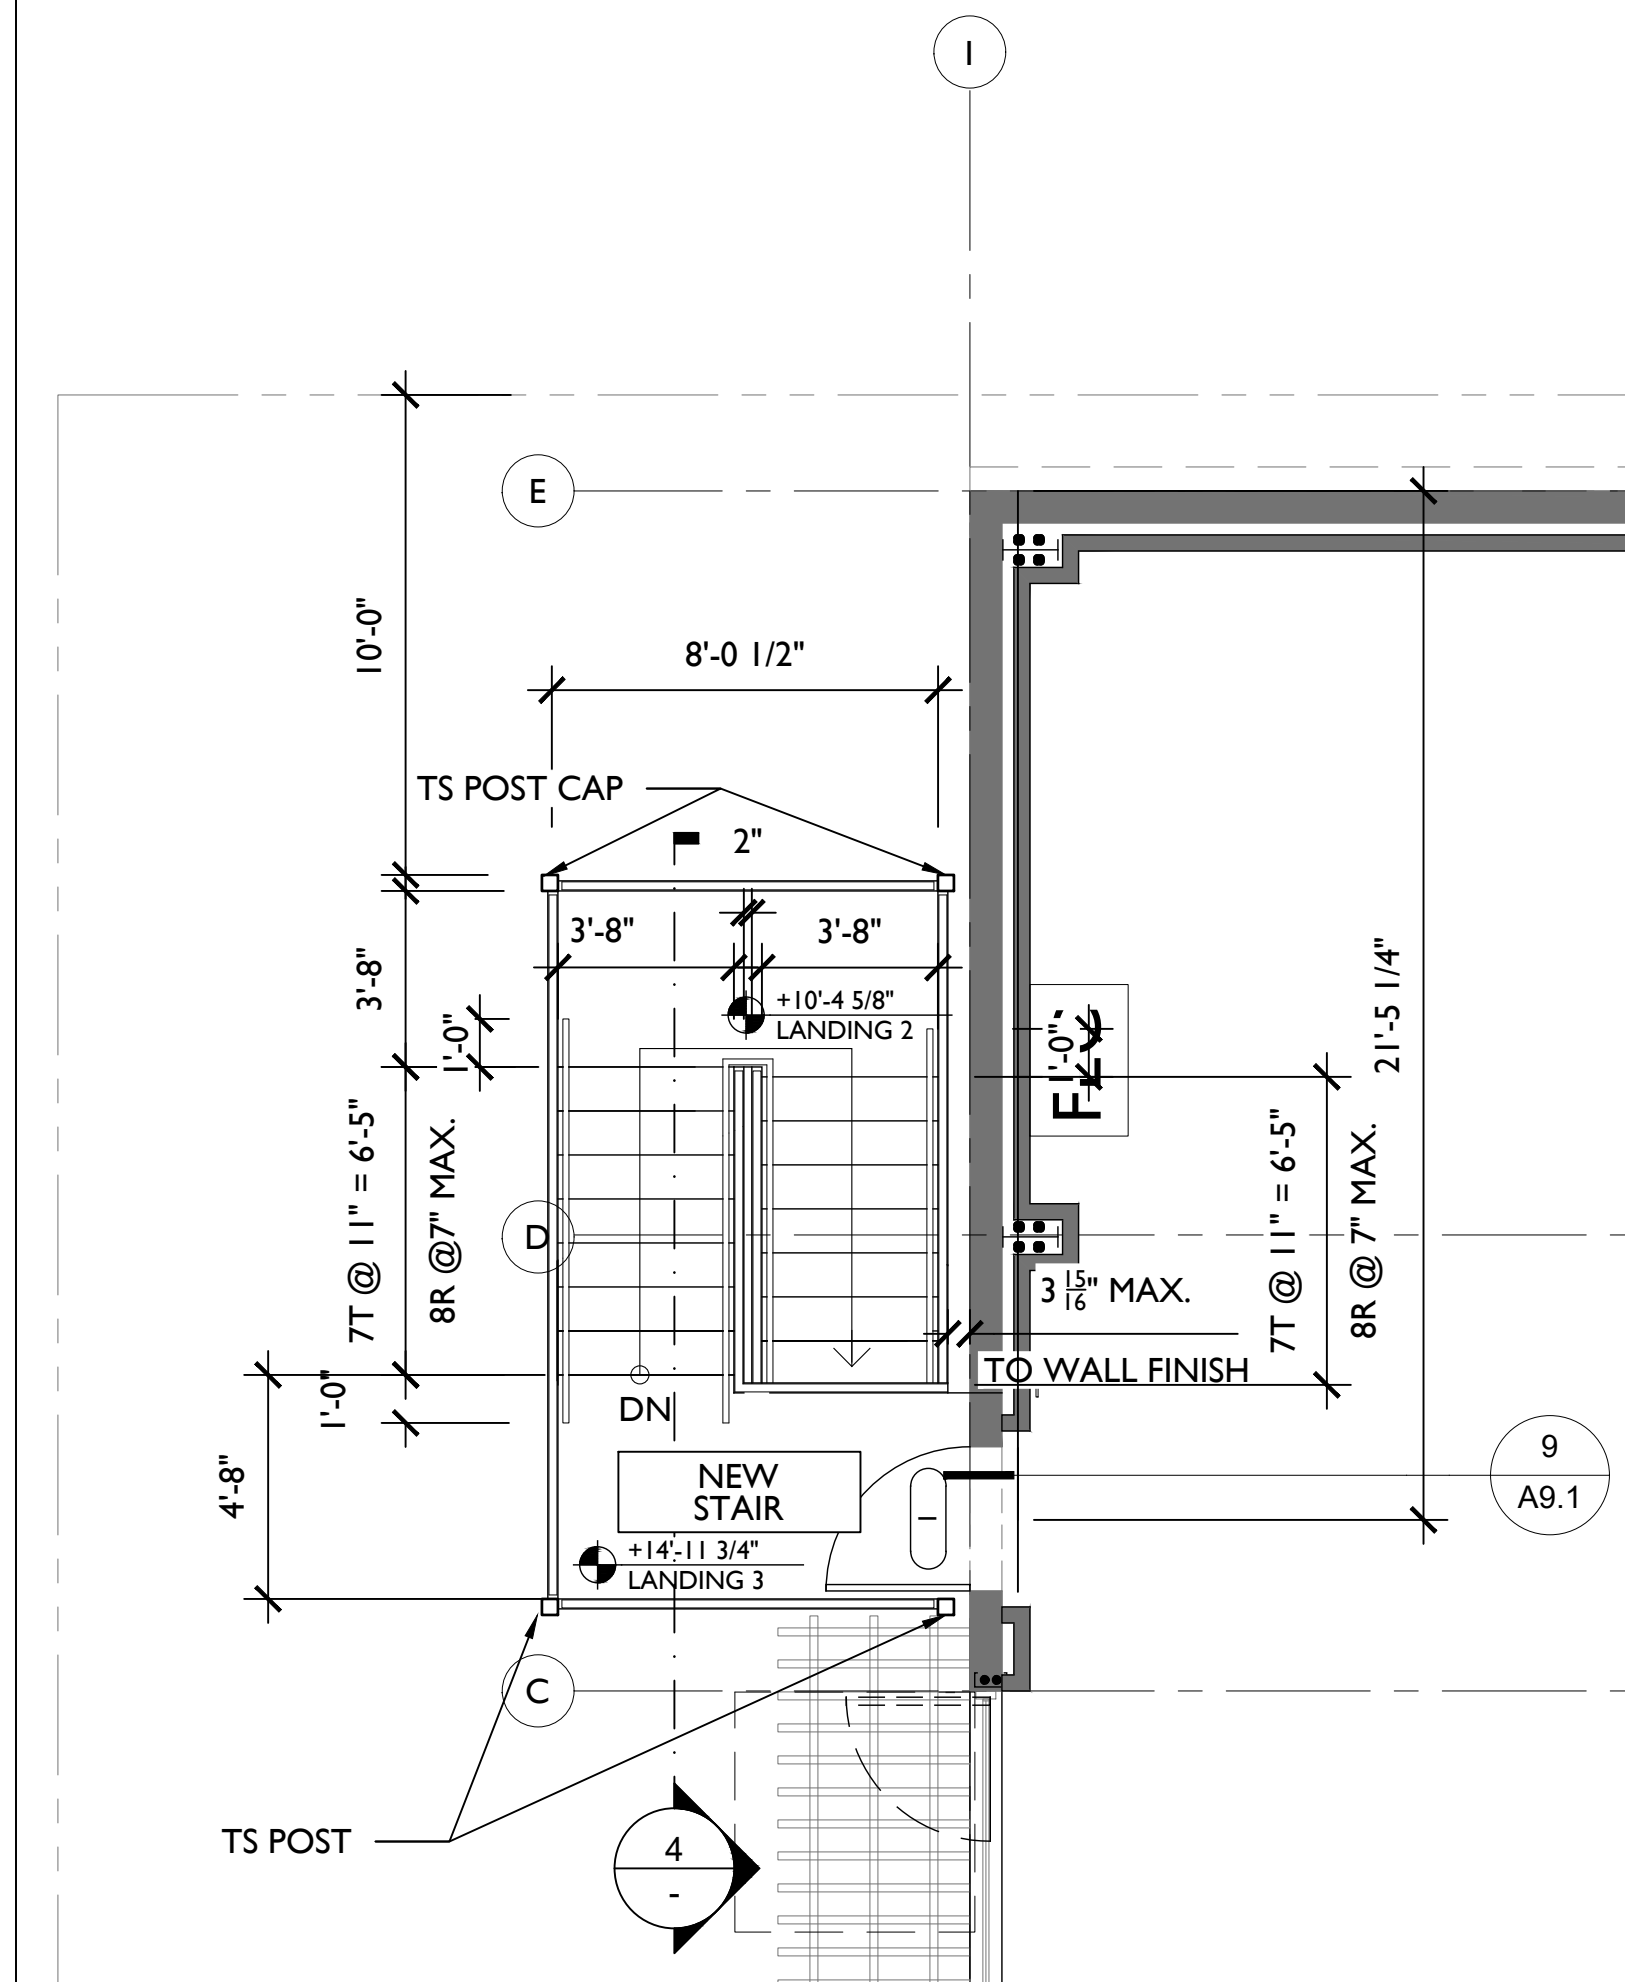 I
E
10'-0"
8'-0 1/2"
TS POST CAP
2"
3'-8"
3'-8"
3'-8"
1'-0"
+10'-4 5/8"
LANDING 2
1'-0"
21'-5 1/4"
7T @ 11" = 6'-5"
8R @7" MAX.
D
3 15/16" MAX.
TO WALL FINISH
7T @ 11" = 6'-5"
8R @ 7" MAX.
1'-0"
DN
4'-8"
NEW
STAIR
I
9
A9.1
+14'-11 3/4"
LANDING 3
C
TS POST
4
-